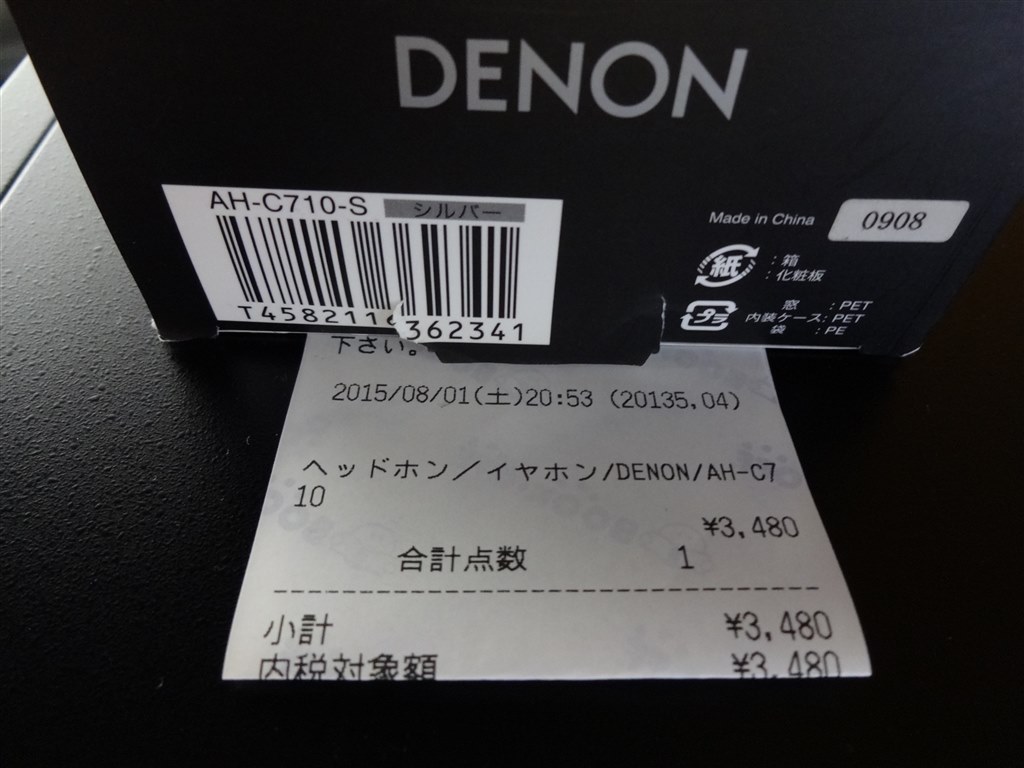 DENON
AH-C710-S シルバー
T4582116362341
Made in China 0908
紙 :箱
:化粧板
プラ 窓 :PET
内装ケース:PET
袋 :PE
下さい。
2015/08/01(土)20:53 (20135,04)
ヘッドホン/イヤホン/DENON/AH-C7
10
¥3,480
合計点数 1
小計 ¥3,480
内税対象額 ¥3,480